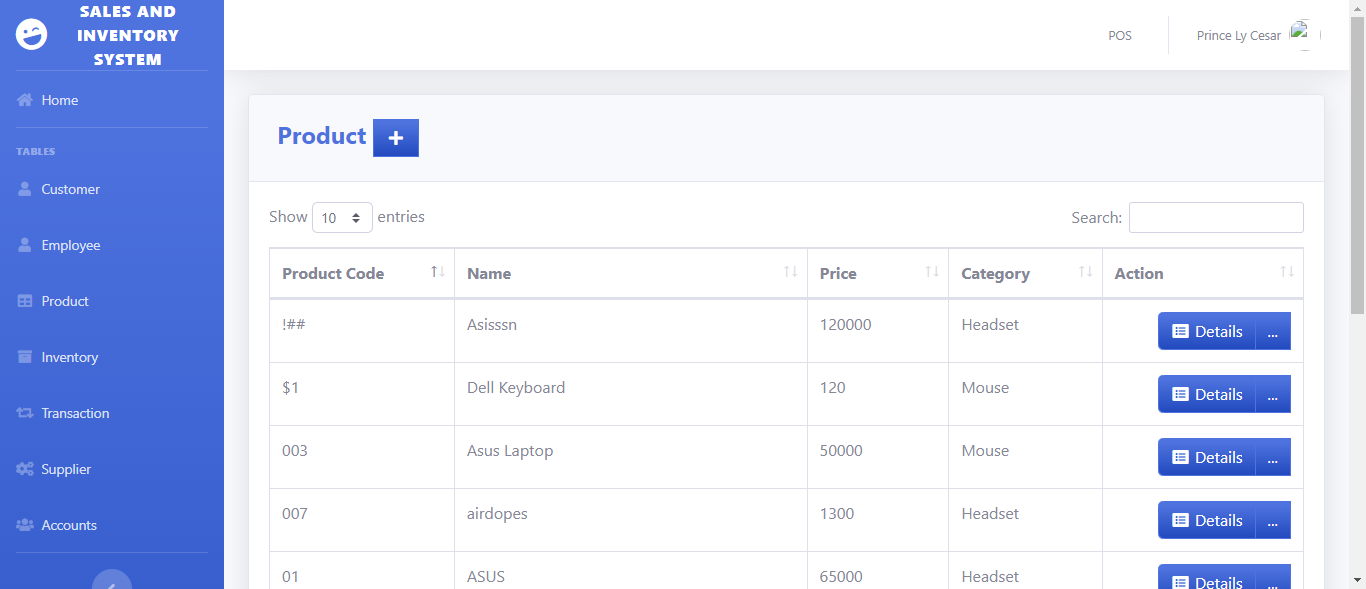 SALES AND
INVENTORY
SYSTEM
POS
Prince Ly Cesar
Home
TABLES
Customer
Employee
Product
Inventory
Transaction
Supplier
Accounts
Product +
Show 10 entries
Search:
Product Code Name Price Category Action
!## Asisssn 120000 Headset Details ...
$1 Dell Keyboard 120 Mouse Details ...
003 Asus Laptop 50000 Mouse Details ...
007 airdopes 1300 Headset Details ...
01 ASUS 65000 Headset Details ...